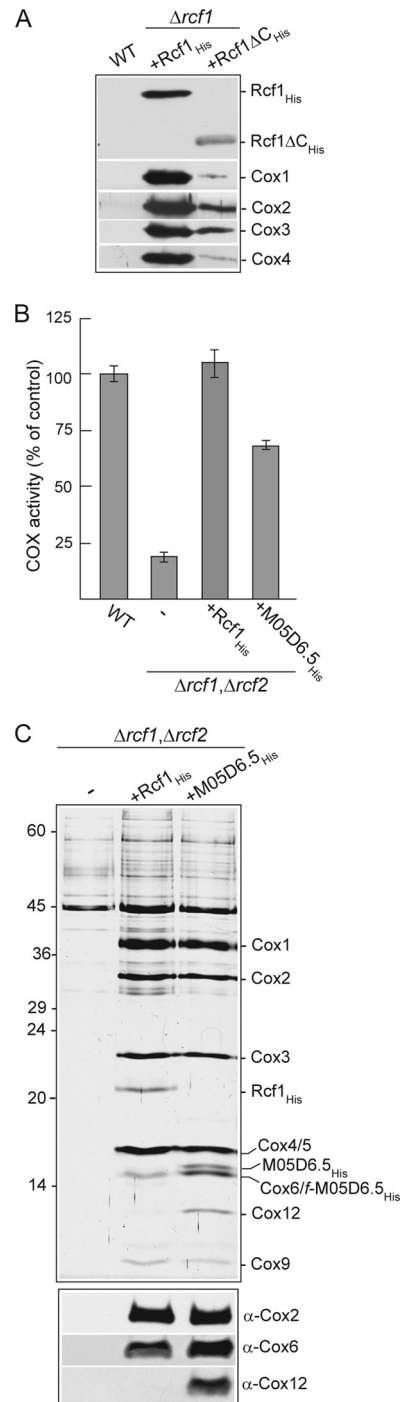 A
Δrcf1
WT
+Rcf1His
+Rcf1ΔCHis
Rcf1His
Rcf1ΔCHis
Cox1
Cox2
Cox3
Cox4
B
COX activity (% of control)
125
100
75
50
25
WT
-
+Rcf1His
+M05D6.5His
Δrcf1,Δrcf2
C
Δrcf1,Δrcf2
-
+Rcf1His
+M05D6.5His
60
45
36
29
24
20
14
Cox1
Cox2
Cox3
Rcf1His
Cox4/5
M05D6.5His
Cox6/f-M05D6.5His
Cox12
Cox9
α-Cox2
α-Cox6
α-Cox12